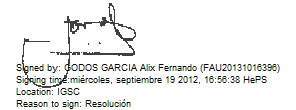 Signed by: GODOS GARCIA Alix Fernando (FAU20131016396)
Signing time:miércoles, septiembre 19 2012, 16:56:38 HePS
Location: IGSC
Reason to sign: Resolución